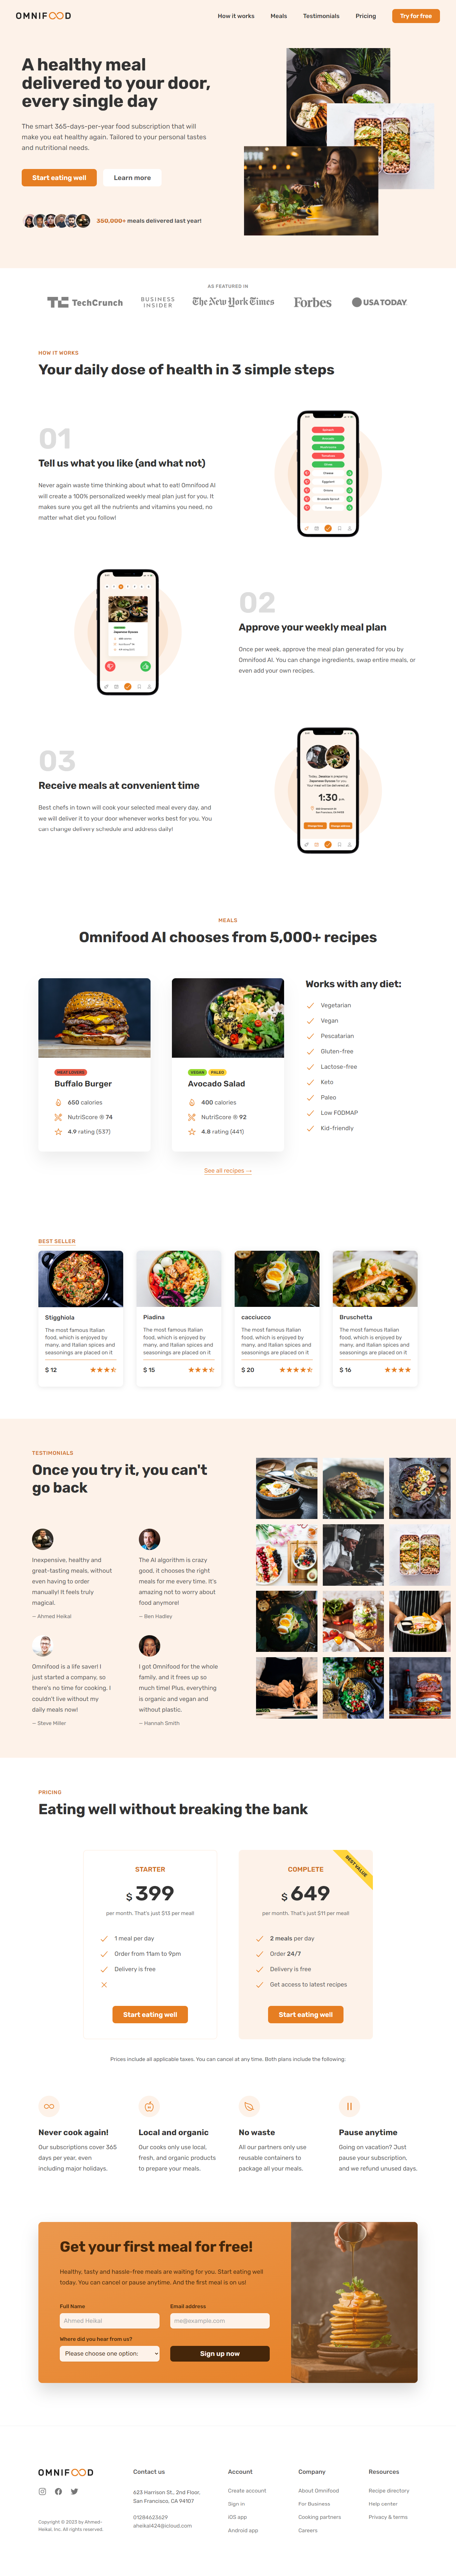 OMNIFOOD
How it works
Meals
Testimonials
Pricing
Try for free
A healthy meal
delivered to your door,
every single day
The smart 365-days-per-year food subscription that will
make you eat healthy again. Tailored to your personal tastes
and nutritional needs.
Start eating well
Learn more
350,000+ meals delivered last year!
AS FEATURED IN
TechCrunch
BUSINESS
INSIDER
The New York Times
Forbes
USA TODAY
HOW IT WORKS
Your daily dose of health in 3 simple steps
01
Tell us what you like (and what not)
Never again waste time thinking about what to eat! Omnifood AI
will create a 100% personalized weekly meal plan just for you. It
makes sure you get all the nutrients and vitamins you need, no
matter what diet you follow!
02
Approve your weekly meal plan
Once per week, approve the meal plan generated for you by
Omnifood AI. You can change ingredients, swap entire meals, or
even add your own recipes.
03
Receive meals at convenient time
Best chefs in town will cook your selected meal every day, and
we will deliver it to your door whenever works best for you. You
can change delivery schedule and address daily!
1:30 p.m.
MEALS
Omnifood AI chooses from 5,000+ recipes
MEAT LOVERS
Buffalo Burger
650 calories
NutriScore ® 74
4.9 rating (537)
VEGAN
PALEO
Avocado Salad
400 calories
NutriScore ® 92
4.8 rating (441)
Works with any diet:
Vegetarian
Vegan
Pescatarian
Gluten-free
Lactose-free
Keto
Paleo
Low FODMAP
Kid-friendly
See all recipes →
BEST SELLER
Stigghiola
The most famous Italian
food, which is enjoyed by
many, and Italian spices and
seasonings are placed on it
$ 12
Piadina
The most famous Italian
food, which is enjoyed by
many, and Italian spices and
seasonings are placed on it
$ 15
cacciucco
The most famous Italian
food, which is enjoyed by
many, and Italian spices and
seasonings are placed on it
$ 20
Bruschetta
The most famous Italian
food, which is enjoyed by
many, and Italian spices and
seasonings are placed on it
$ 16
TESTIMONIALS
Once you try it, you can't
go back
Inexpensive, healthy and
great-tasting meals, without
even having to order
manually! It feels truly
magical.
— Ahmed Heikal
The AI algorithm is crazy
good, it chooses the right
meals for me every time. It's
amazing not to worry about
food anymore!
— Ben Hadley
Omnifood is a life saver! I
just started a company, so
there's no time for cooking. I
couldn't live without my
daily meals now!
— Steve Miller
I got Omnifood for the whole
family, and it frees up so
much time! Plus, everything
is organic and vegan and
without plastic.
— Hannah Smith
PRICING
Eating well without breaking the bank
STARTER
$ 399
per month. That's just $13 per meal!
1 meal per day
Order from 11am to 9pm
Delivery is free
Start eating well
BEST VALUE
COMPLETE
$ 649
per month. That's just $11 per meal!
2 meals per day
Order 24/7
Delivery is free
Get access to latest recipes
Start eating well
Prices include all applicable taxes. You can cancel at any time. Both plans include the following:
Never cook again!
Our subscriptions cover 365
days per year, even
including major holidays.
Local and organic
Our cooks only use local,
fresh, and organic products
to prepare your meals.
No waste
All our partners only use
reusable containers to
package all your meals.
Pause anytime
Going on vacation? Just
pause your subscription,
and we refund unused days.
Get your first meal for free!
Healthy, tasty and hassle-free meals are waiting for you. Start eating well
today. You can cancel or pause anytime. And the first meal is on us!
Full Name
Ahmed Heikal
Email address
me@example.com
Where did you hear from us?
Please choose one option:
Sign up now
OMNIFOOD
Copyright © 2023 by Ahmed-
Heikal, Inc. All rights reserved.
Contact us
623 Harrison St., 2nd Floor,
San Francisco, CA 94107
01284623629
aheikal424@icloud.com
Account
Create account
Sign in
iOS app
Android app
Company
About Omnifood
For Business
Cooking partners
Careers
Resources
Recipe directory
Help center
Privacy & terms